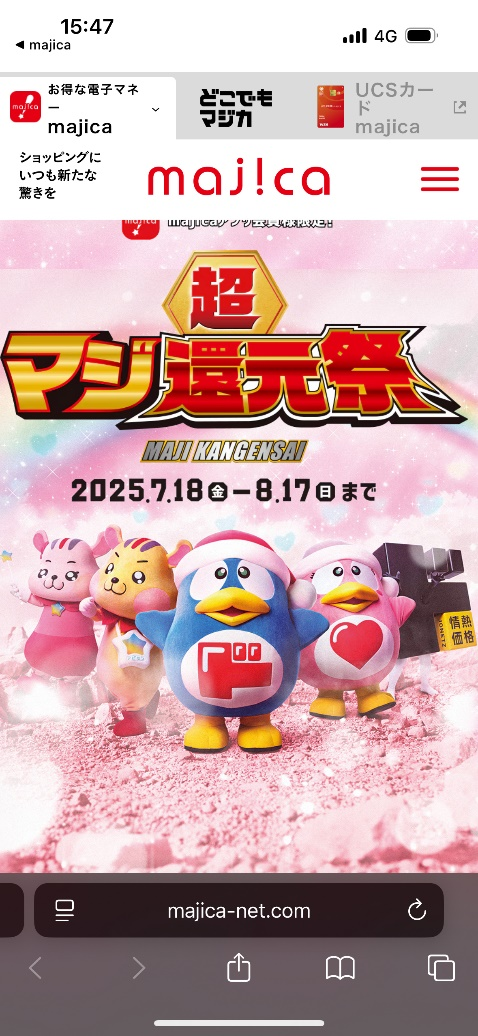 15:47
4G
◀ majica
お得な電子マネ
ー
majica
どこでも
マジカ
UCSカー
ド
majica
ショッピングに
いつも新たな
驚きを
maj!ca
majicaアプリ会員様限定!
超
マジ還元祭
MAJI KANGENSAI
2025.7.18金ー8.17日まで
情熱
価格
majica-net.com